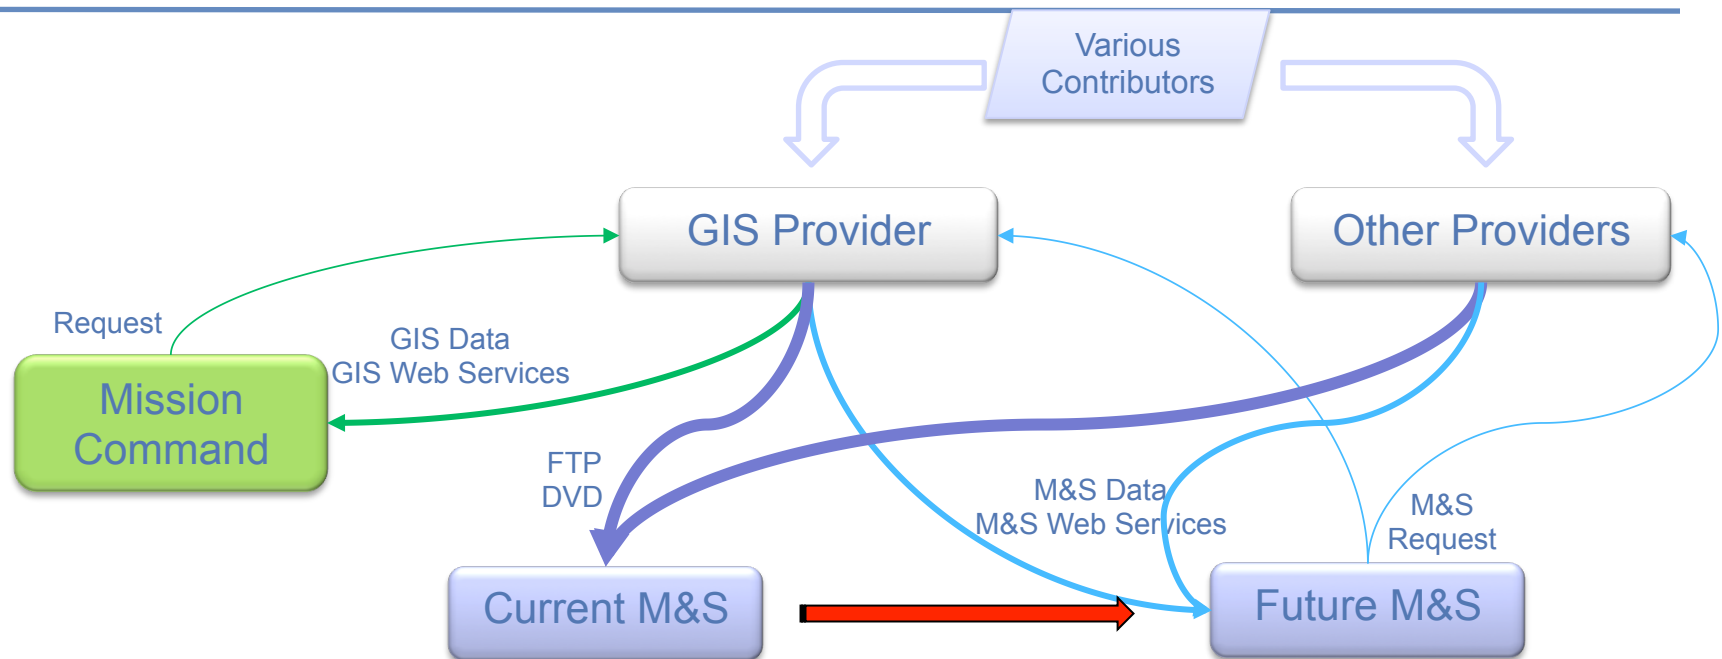 Various
Contributors
GIS Provider
Other Providers
Request
GIS Data
GIS Web Services
Mission
Command
FTP
DVD
M&S Data
M&S Web Services
M&S
Request
Current M&S
Future M&S